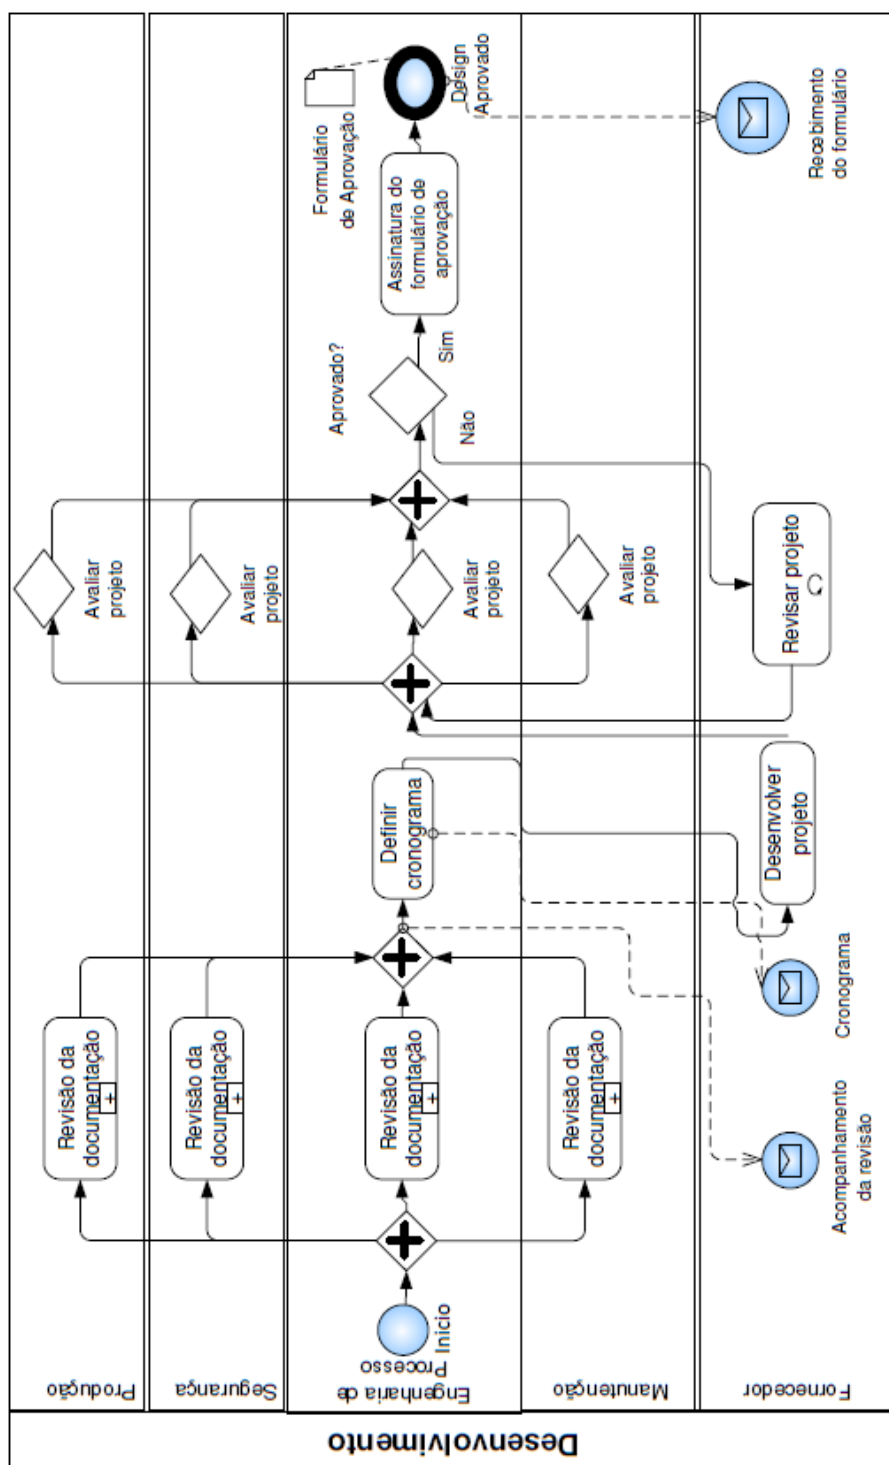 Desenvolvimento
Produção
Segurança
Engenharia de
Processo
Manutenção
Fornecedor
Início
Revisão da
documentação
Revisão da
documentação
Revisão da
documentação
Revisão da
documentação
Acompanhamento
da revisão
Cronograma
Definir
cronograma
Desenvolver
projeto
Avaliar
projeto
Avaliar
projeto
Avaliar
projeto
Avaliar
projeto
Revisar projeto
Aprovado?
Não
Sim
Assinatura do
formulário de
aprovação
Formulário
de Aprovação
Design
Aprovado
Recebimento
do formulário